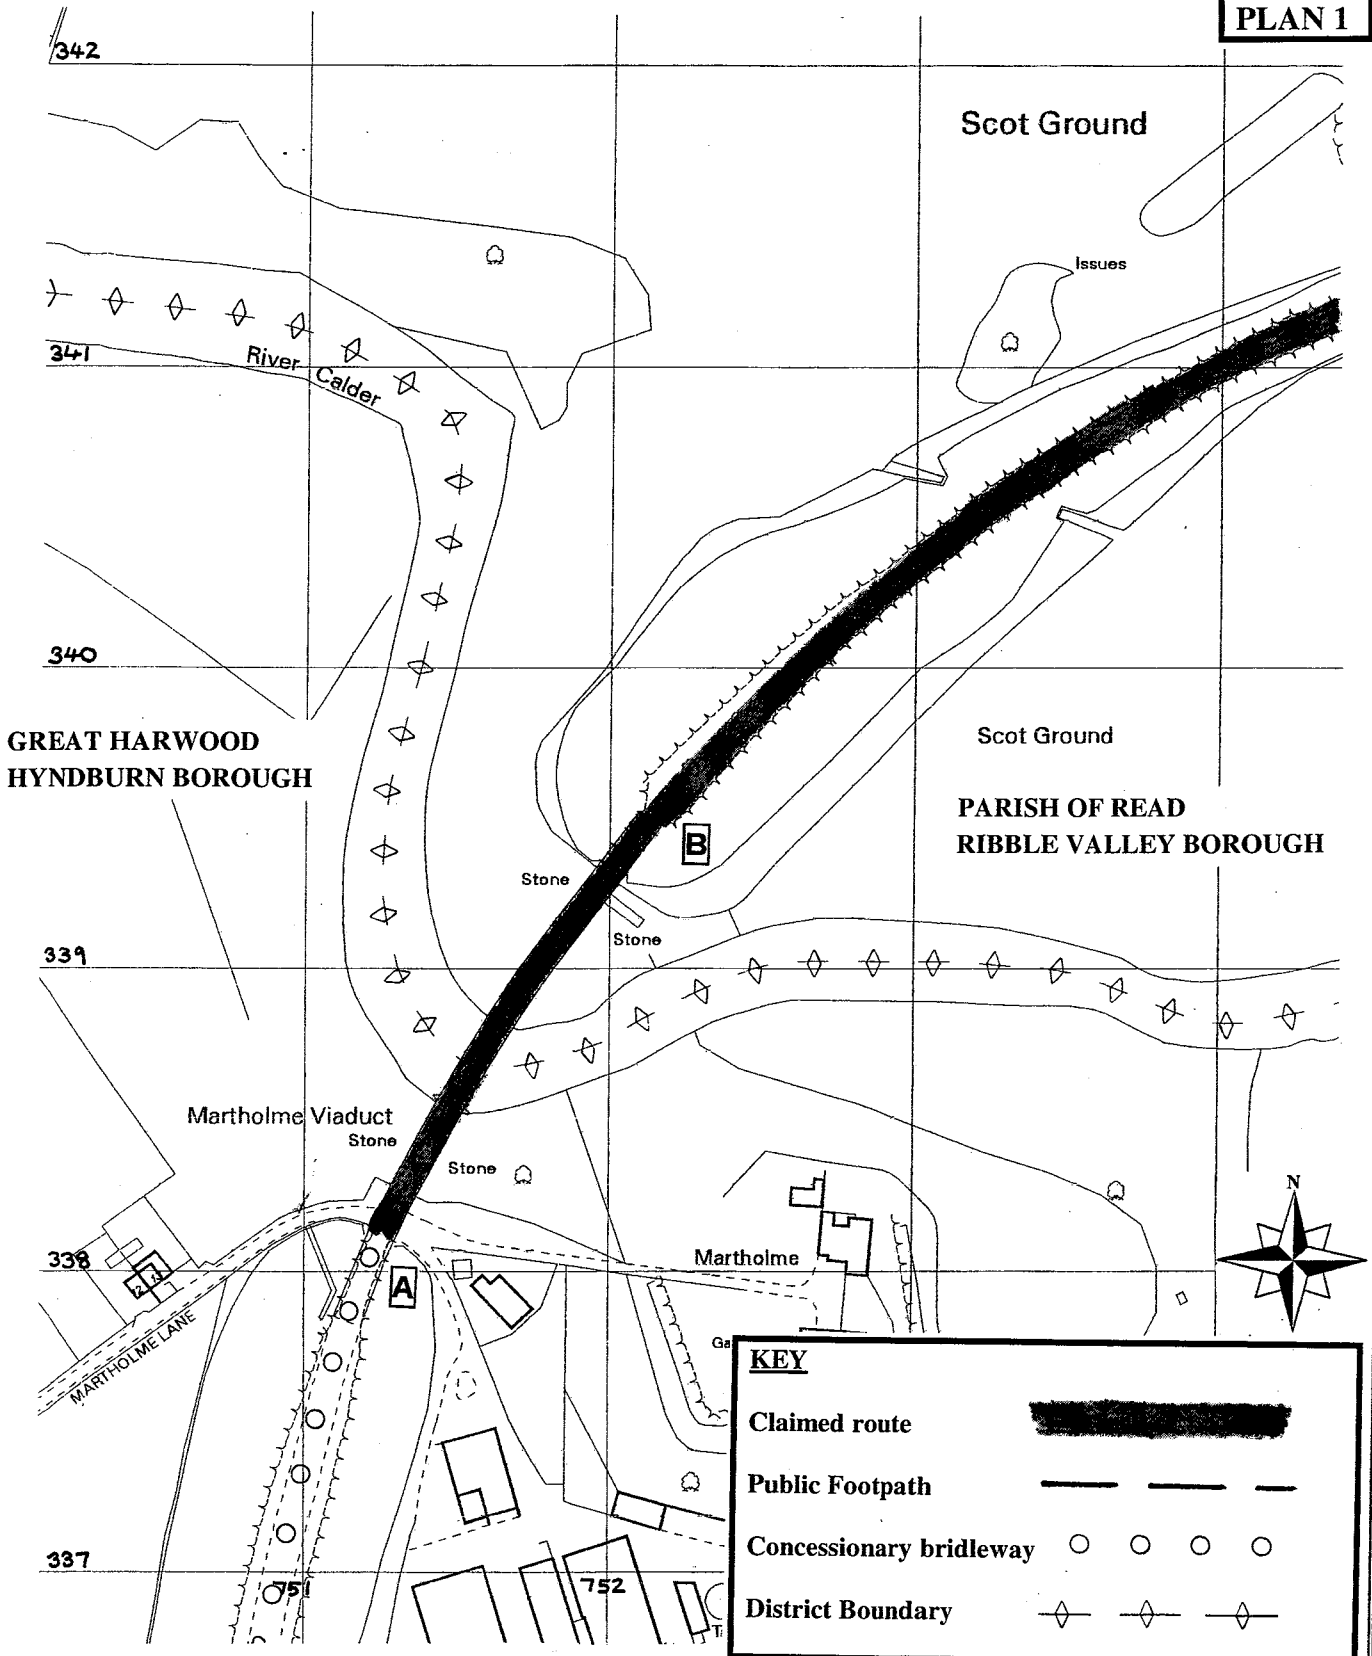 PLAN 1
342
Scot Ground
Issues
341
River Calder
340
GREAT HARWOOD
HYNDBURN BOROUGH
Scot Ground
PARISH OF READ
RIBBLE VALLEY BOROUGH
B
Stone
Stone
339
Martholme Viaduct
Stone
Stone
N
338
Martholme
A
MARTHOLME LANE
KEY
Claimed route
Public Footpath
Concessionary bridleway
District Boundary
337
751
752